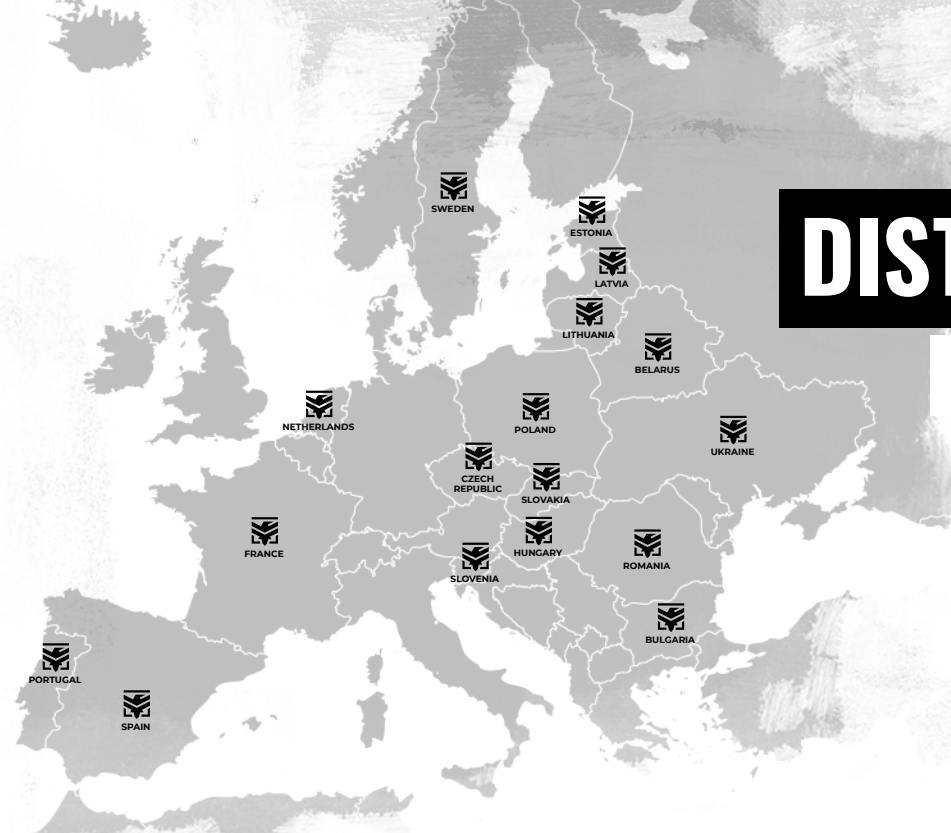 SWEDEN
ESTONIA
LATVIA
LITHUANIA
BELARUS
DIST
NETHERLANDS
POLAND
UKRAINE
CZECH
REPUBLIC
SLOVAKIA
FRANCE
HUNGARY
ROMANIA
SLOVENIA
BULGARIA
PORTUGAL
SPAIN